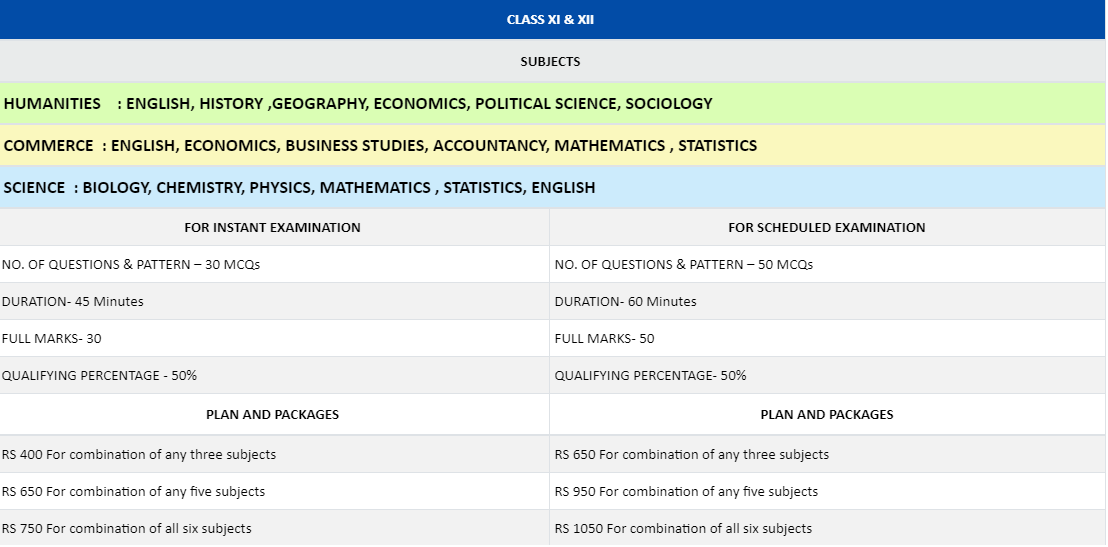 CLASS XI & XII
SUBJECTS
HUMANITIES : ENGLISH, HISTORY ,GEOGRAPHY, ECONOMICS, POLITICAL SCIENCE, SOCIOLOGY
COMMERCE : ENGLISH, ECONOMICS, BUSINESS STUDIES, ACCOUNTANCY, MATHEMATICS , STATISTICS
SCIENCE : BIOLOGY, CHEMISTRY, PHYSICS, MATHEMATICS , STATISTICS, ENGLISH
FOR INSTANT EXAMINATION FOR SCHEDULED EXAMINATION
NO. OF QUESTIONS & PATTERN – 30 MCQs NO. OF QUESTIONS & PATTERN – 50 MCQs
DURATION- 45 Minutes DURATION- 60 Minutes
FULL MARKS- 30 FULL MARKS- 50
QUALIFYING PERCENTAGE - 50% QUALIFYING PERCENTAGE- 50%
PLAN AND PACKAGES PLAN AND PACKAGES
RS 400 For combination of any three subjects RS 650 For combination of any three subjects
RS 650 For combination of any five subjects RS 950 For combination of any five subjects
RS 750 For combination of all six subjects RS 1050 For combination of all six subjects